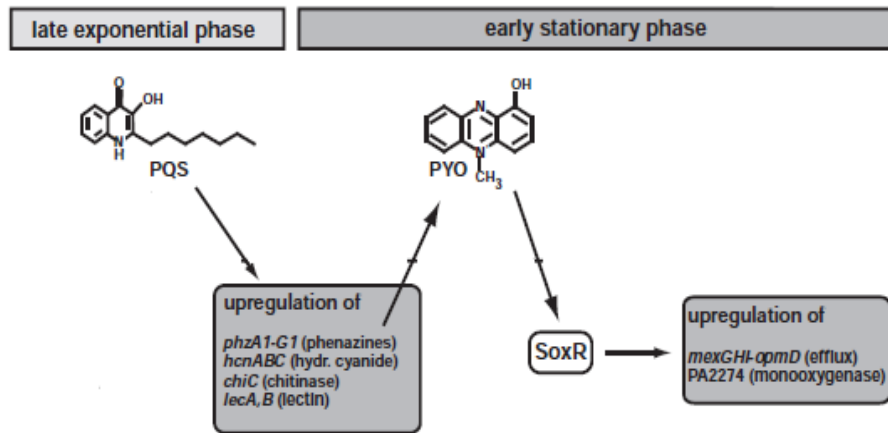 late exponential phase
early stationary phase
O
OH
N
H
PQS
OH
N
N
CH3
PYO
upregulation of
phzA1-G1 (phenazines)
hcnABC (hydr. cyanide)
chiC (chitinase)
lecA,B (lectin)
SoxR
upregulation of
mexGHI-opmD (efflux)
PA2274 (monooxygenase)